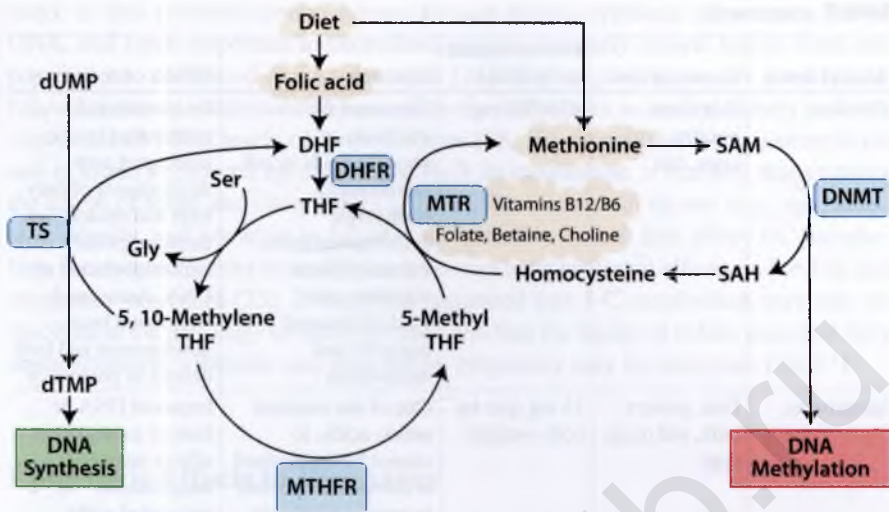 Diet
dUMP
Folic acid
DHF
Methionine
SAM
Ser
DHFR
THF
MTR
Vitamins B12/B6
DNMT
TS
Gly
Folate, Betaine, Choline
Homocysteine
SAH
5, 10-Methylene
THF
5-Methyl
THF
dTMP
DNA
Synthesis
MTHFR
DNA
Methylation
b.ru